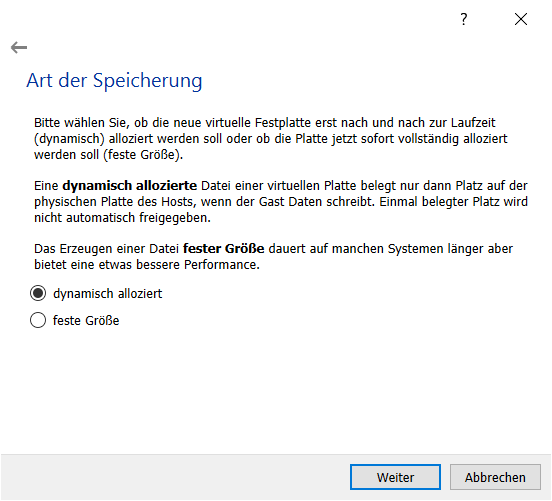 ?
Art der Speicherung
Bitte wählen Sie, ob die neue virtuelle Festplatte erst nach und nach zur Laufzeit
(dynamisch) alloziert werden soll oder ob die Platte jetzt sofort vollständig alloziert
werden soll (feste Größe).
Eine dynamisch allozierte Datei einer virtuellen Platte belegt nur dann Platz auf der
physischen Platte des Hosts, wenn der Gast Daten schreibt. Einmal belegter Platz wird
nicht automatisch freigegeben.
Das Erzeugen einer Datei fester Größe dauert auf manchen Systemen länger aber
bietet eine etwas bessere Performance.
dynamisch alloziert
feste Größe
Weiter
Abbrechen